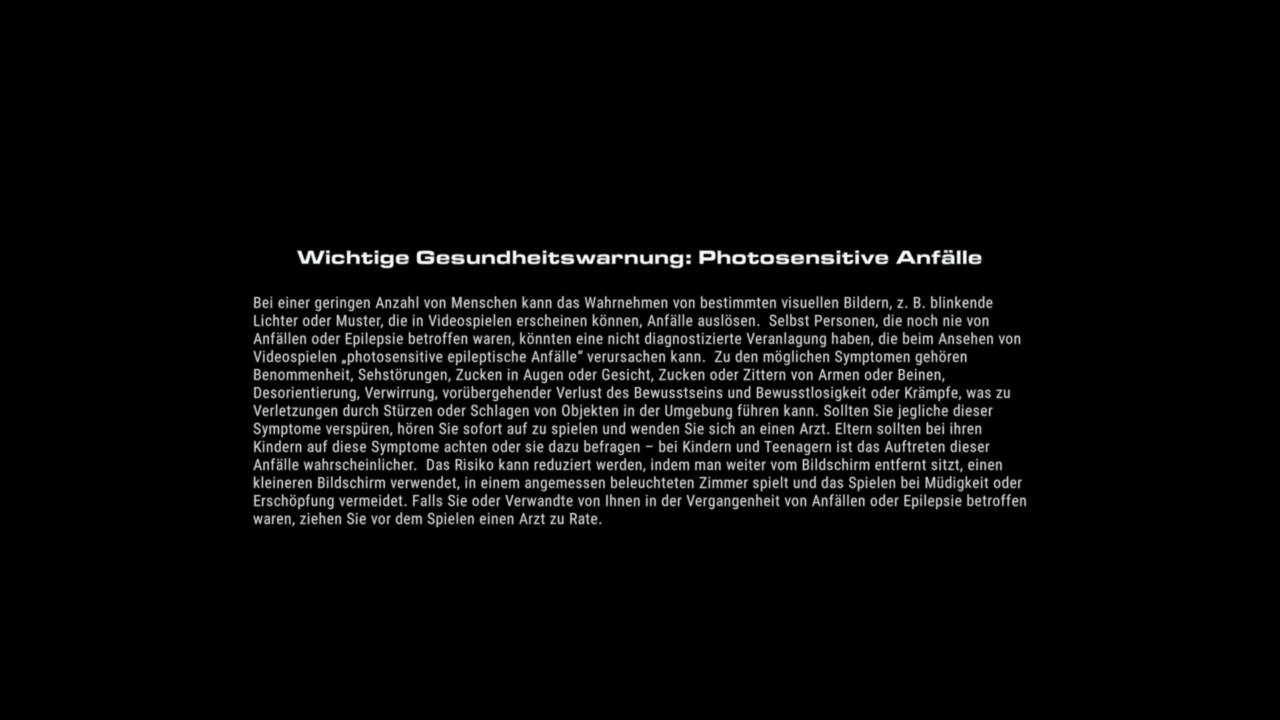 Wichtige Gesundheitswarnung: Photosensitive Anfälle
Bei einer geringen Anzahl von Menschen kann das Wahrnehmen von bestimmten visuellen Bildern, z. B. blinkende
Lichter oder Muster, die in Videospielen erscheinen können, Anfälle auslösen.  Selbst Personen, die noch nie von
Anfällen oder Epilepsie betroffen waren, könnten eine nicht diagnostizierte Veranlagung haben, die beim Ansehen von
Videospielen „photosensitive epileptische Anfälle“ verursachen kann.  Zu den möglichen Symptomen gehören
Benommenheit, Sehstörungen, Zucken in Augen oder Gesicht, Zucken oder Zittern von Armen oder Beinen,
Desorientierung, Verwirrung, vorübergehender Verlust des Bewusstseins und Bewusstlosigkeit oder Krämpfe, was zu
Verletzungen durch Stürzen oder Schlagen von Objekten in der Umgebung führen kann. Sollten Sie jegliche dieser
Symptome verspüren, hören Sie sofort auf zu spielen und wenden Sie sich an einen Arzt. Eltern sollten bei ihren
Kindern auf diese Symptome achten oder sie dazu befragen – bei Kindern und Teenagern ist das Auftreten dieser
Anfälle wahrscheinlicher.  Das Risiko kann reduziert werden, indem man weiter vom Bildschirm entfernt sitzt, einen
kleineren Bildschirm verwendet, in einem angemessen beleuchteten Zimmer spielt und das Spielen bei Müdigkeit oder
Erschöpfung vermeidet. Falls Sie oder Verwandte von Ihnen in der Vergangenheit von Anfällen oder Epilepsie betroffen
waren, ziehen Sie vor dem Spielen einen Arzt zu Rate.